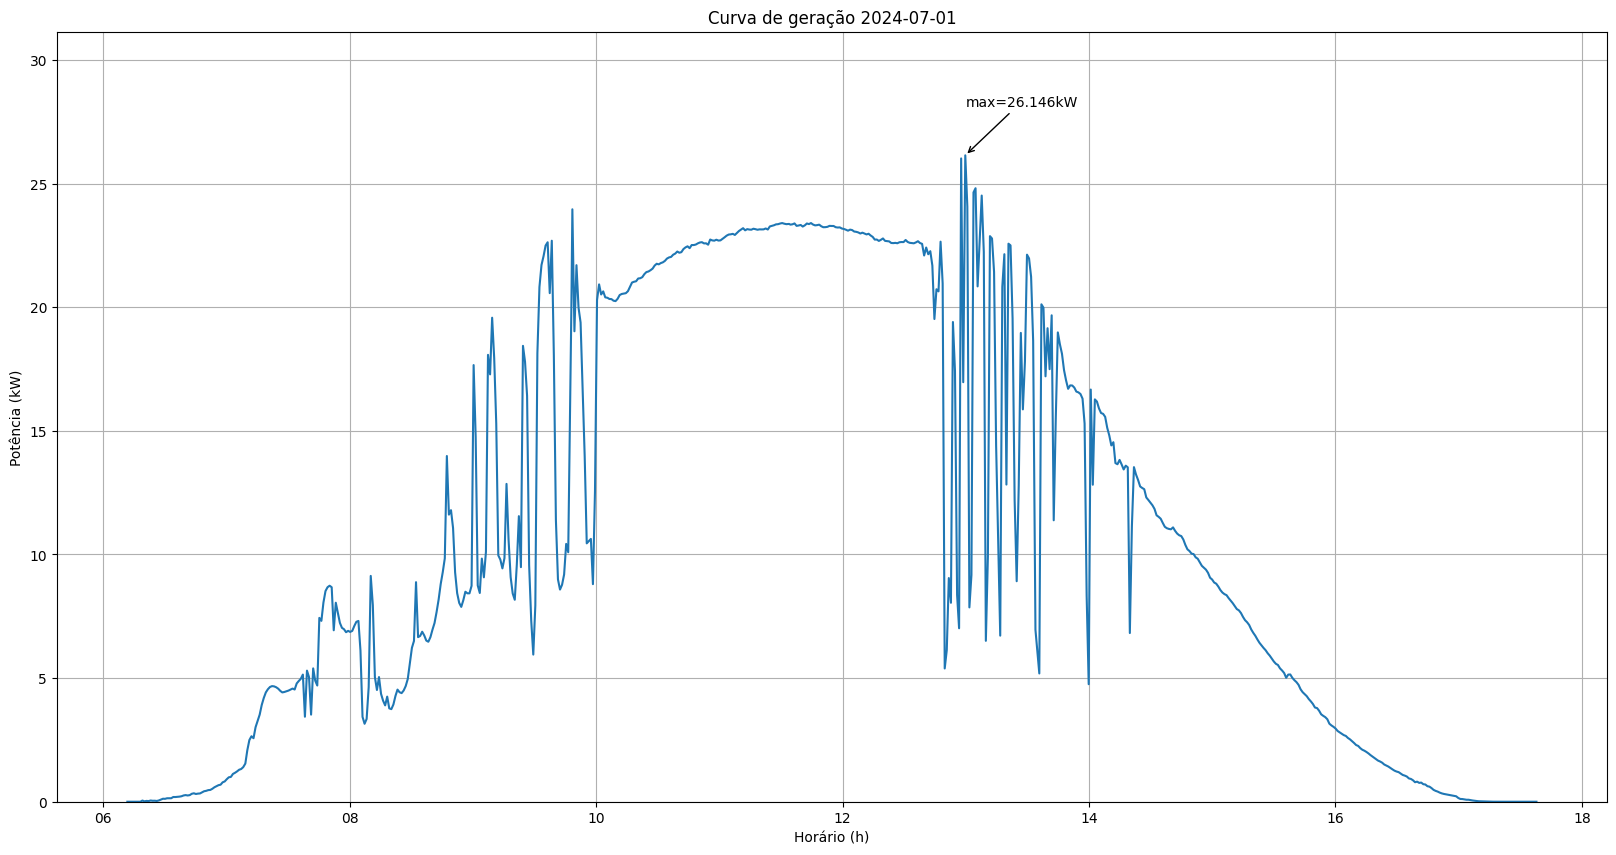 Curva de geração 2024-07-01
30
max=26.146kW
25
20
15
Potência (kW)
10
5
0
06 08 10 12 14 16 18
Horário (h)